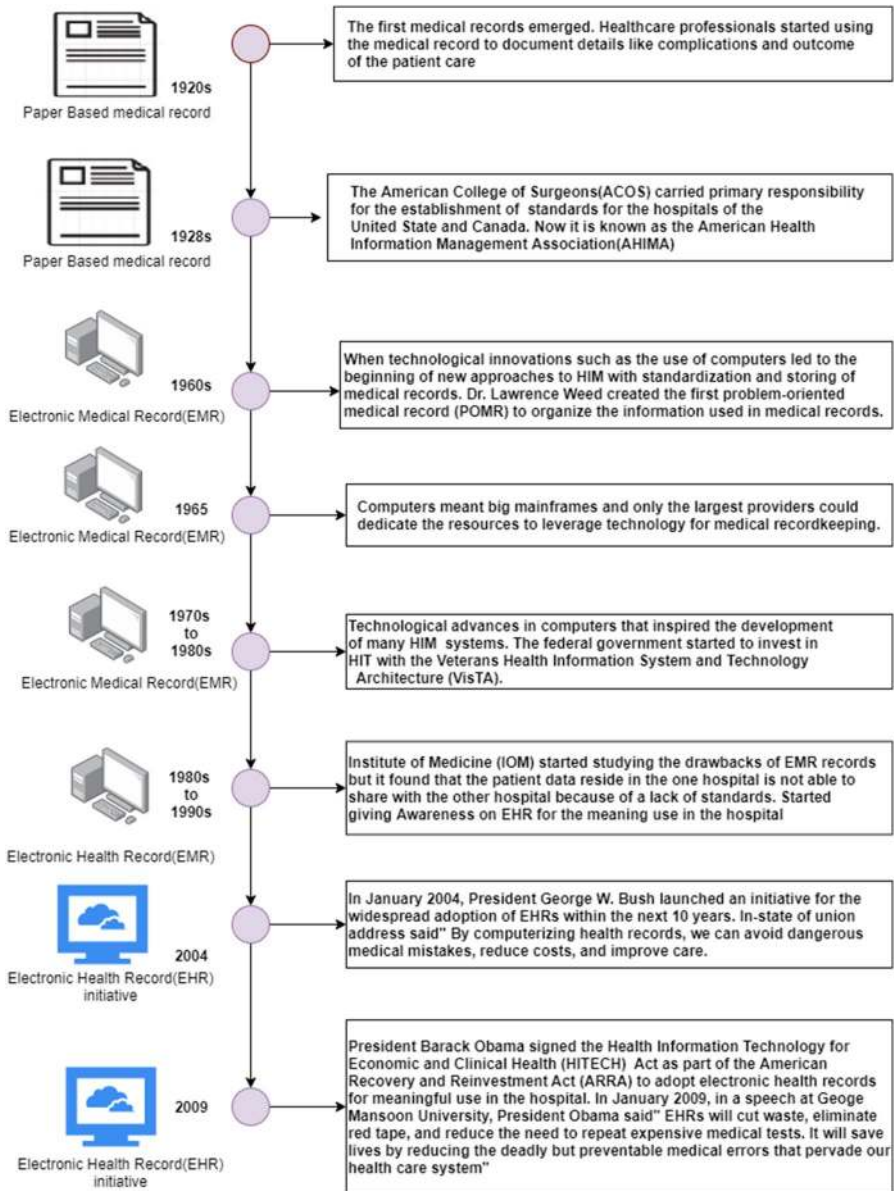 The first medical records emerged. Healthcare professionals started using
the medical record to document details like complications and outcome
of the patient care
1920s
Paper Based medical record
The American College of Surgeons(ACOS) carried primary responsibility
for the establishment of standards for the hospitals of the
United State and Canada. Now it is known as the American Health
Information Management Association(AHIMA)
1928s
Paper Based medical record
When technological innovations such as the use of computers led to the
beginning of new approaches to HIM with standardization and storing of
medical records. Dr. Lawrence Weed created the first problem-oriented
medical record (POMR) to organize the information used in medical records.
1960s
Electronic Medical Record(EMR)
Computers meant big mainframes and only the largest providers could
dedicate the resources to leverage technology for medical recordkeeping.
1965
Electronic Medical Record(EMR)
1970s
to
1980s
Technological advances in computers that inspired the development
of many HIM systems. The federal government started to invest in
HIT with the Veterans Health Information System and Technology
Architecture (VisTA).
Electronic Medical Record(EMR)
1980s
to
1990s
Institute of Medicine (IOM) started studying the drawbacks of EMR records
but it found that the patient data reside in the one hospital is not able to
share with the other hospital because of a lack of standards. Started
giving Awareness on EHR for the meaning use in the hospital
Electronic Health Record(EMR)
In January 2004, President George W. Bush launched an initiative for the
widespread adoption of EHRs within the next 10 years. In-state of union
address said" By computerizing health records, we can avoid dangerous
medical mistakes, reduce costs, and improve care.
2004
Electronic Health Record(EHR)
initiative
President Barack Obama signed the Health Information Technology for
Economic and Clinical Health (HITECH) Act as part of the American
Recovery and Reinvestment Act (ARRA) to adopt electronic health records
for meaningful use in the hospital. In January 2009, in a speech at Geoge
Mansoon University, President Obama said" EHRs will cut waste, eliminate
red tape, and reduce the need to repeat expensive medical tests. It will save
lives by reducing the deadly but preventable medical errors that pervade our
health care system"
2009
Electronic Health Record(EHR)
initiative